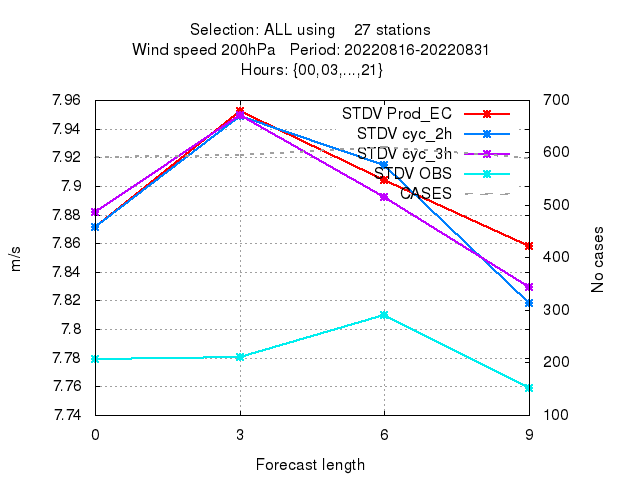 Selection: ALL using    27 stations
Wind speed 200hPa   Period: 20220816-20220831
Hours: {00,03,...,21}
7.96
7.94
7.92
7.9
7.88
7.86
7.84
7.82
7.8
7.78
7.76
7.74
m/s
STDV Prod_EC
STDV cyc_2h
STDV cyc_3h
STDV OBS
CASES
700
600
500
400
300
200
100
No cases
0 3 6 9
Forecast length